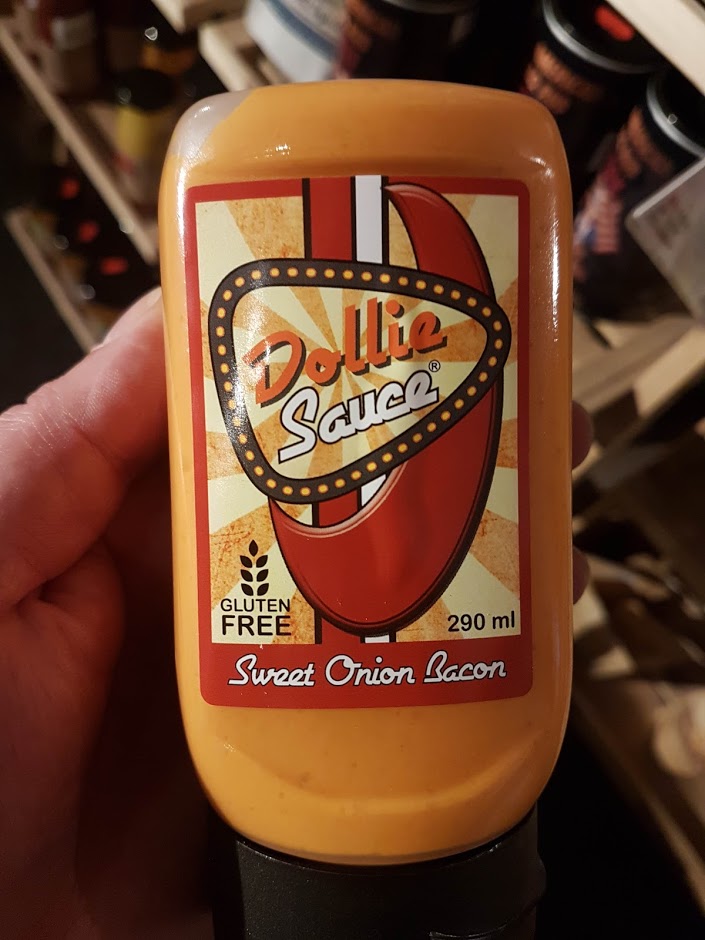 Dollie
Sauce®
GLUTEN
FREE
290 ml
Sweet Onion Bacon